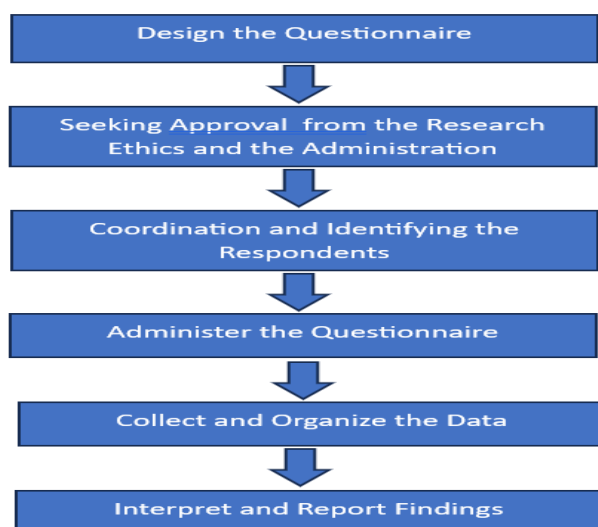 Design the Questionnaire
Seeking Approval from the Research
Ethics and the Administration
Coordination and Identifying the
Respondents
Administer the Questionnaire
Collect and Organize the Data
Interpret and Report Findings